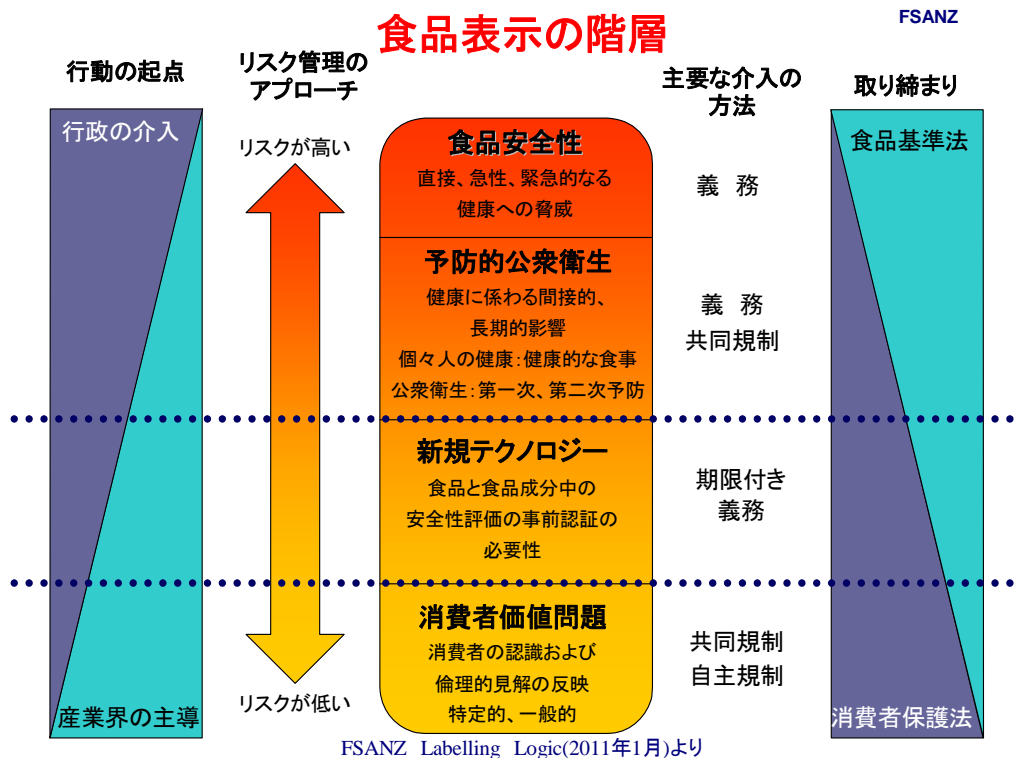 食品表示の階層
FSANZ
行動の起点
リスク管理の
アプローチ
主要な介入の
方法
取り締まり
行政の介入
産業界の主導
リスクが高い
リスクが低い
食品安全性
直接、急性、緊急的なる
健康への脅威
義　務
予防的公衆衛生
健康に係わる間接的、
長期的影響
個々人の健康：健康的な食事
公衆衛生：第一次、第二次予防
義　務
共同規制
新規テクノロジー
食品と食品成分中の
安全性評価の事前認証の
必要性
期限付き
義務
消費者価値問題
消費者の認識および
倫理的見解の反映
特定的、一般的
共同規制
自主規制
食品基準法
消費者保護法
FSANZ Labelling Logic(2011年1月)より